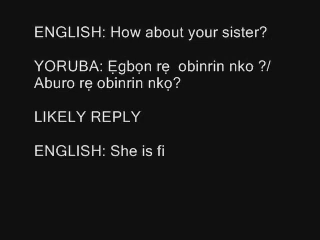 ENGLISH: How about your sister?
YORUBA: Ẹgbọn rẹ obinrin nko ?/
Aburo rẹ obinrin nkọ?
LIKELY REPLY
ENGLISH: She is fi